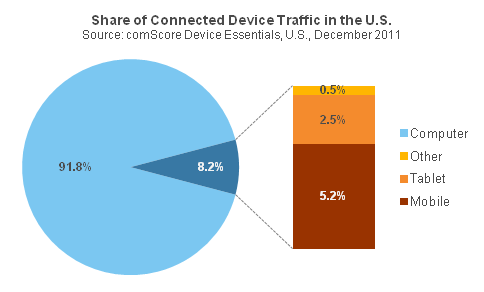 Share of Connected Device Traffic in the U.S.
Source: comScore Device Essentials, U.S., December 2011
91.8%
8.2%
0.5%
2.5%
5.2%
Computer
Other
Tablet
Mobile